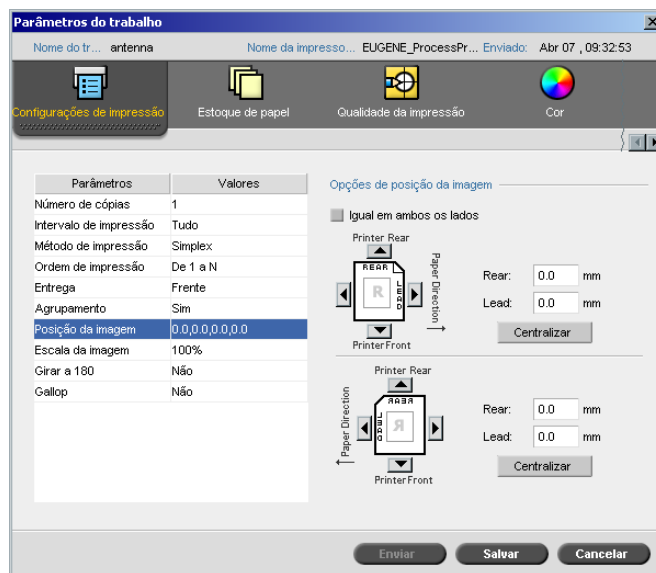 Parâmetros do trabalho
Nome do tr... antenna Nome da impresso... EUGENE_ProcessPr... Enviado: Abr 07 , 09:32:53
Configurações de impressão Estoque de papel Qualidade da impressão Cor
Parâmetros Valores
Número de cópias 1
Intervalo de impressão Tudo
Método de impressão Simplex
Ordem de impressão De 1 a N
Entrega Frente
Agrupamento Sim
Posição da imagem 0.0,0.0,0.0,0.0
Escala da imagem 100%
Girar a 180 Não
Gallop Não
Opções de posição da imagem
Igual em ambos os lados
Printer Rear
REAR
LEAD
R
Paper Direction
Printer Front
Rear: 0.0 mm
Lead: 0.0 mm
Centralizar
Printer Rear
Paper Direction
REAR
LEAD
R
Printer Front
Rear: 0.0 mm
Lead: 0.0 mm
Centralizar
Enviar Salvar Cancelar